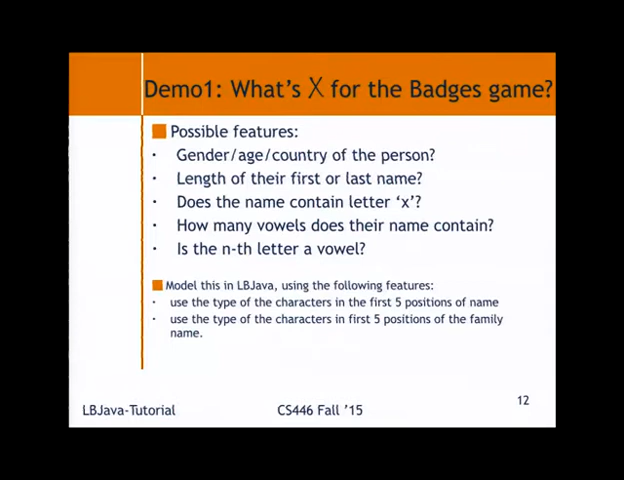 Demo1: What's X for the Badges game?
Possible features:
· Gender/age/country of the person?
· Length of their first or last name?
· Does the name contain letter ‘x’?
· How many vowels does their name contain?
· Is the n-th letter a vowel?
Model this in LBJava, using the following features:
· use the type of the characters in the first 5 positions of name
· use the type of the characters in first 5 positions of the family
name.
12
LBJava-Tutorial
CS446 Fall ’15